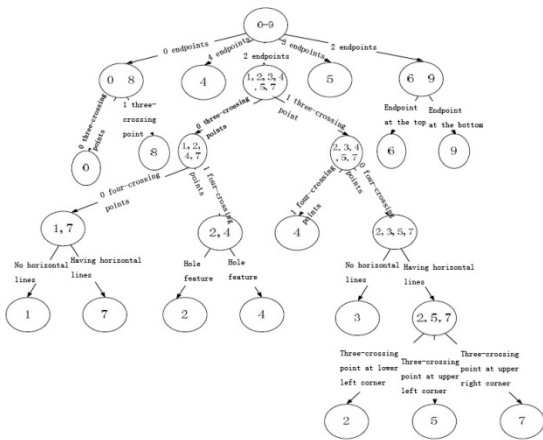 0-9
0 endpoints
4 endpoints
2 endpoints
5 endpoints
2 endpoints
0 8
4
1, 2, 3, 4
, 5, 7
5
6 9
0 three-crossing
points
1 three-
crossing
point
0 three-crossing
points
1 three-crossing
point
Endpoint
at the top
Endpoint
at the bottom
0
8
1, 2,
4, 7
2, 3, 4
, 5, 7
6
9
0 four-crossing
points
1 four-crossing
points
1 four-crossing
points
0 four-crossing
points
1, 7
2, 4
4
2, 3, 5, 7
No horizontal
lines
Having horizontal
lines
Hole
feature
Hole
feature
No horizontal
lines
Having horizontal
lines
1
7
2
4
3
2, 5, 7
Three-crossing
point at lower
left corner
Three-crossing
point at upper
left corner
Three-crossing
point at upper
right corner
2
5
7